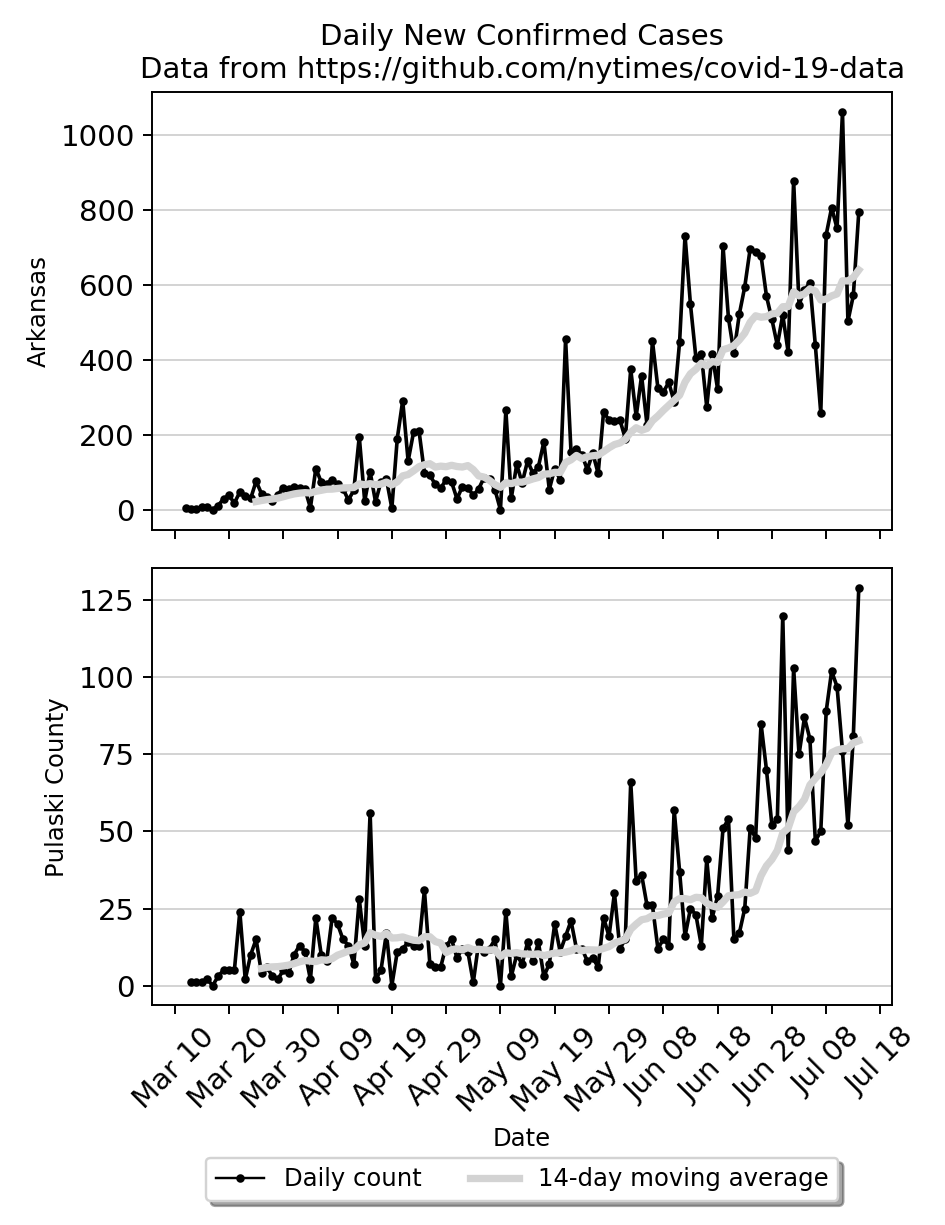 Daily New Confirmed Cases
Data from https://github.com/nytimes/covid-19-data
1000
800
600
400
200
0
Arkansas
125
100
75
50
25
0
Pulaski County
Mar 10
Mar 20
Mar 30
Apr 09
Apr 19
Apr 29
May 09
May 19
May 29
Jun 08
Jun 18
Jun 28
Jul 08
Jul 18
Date
Daily count
14-day moving average